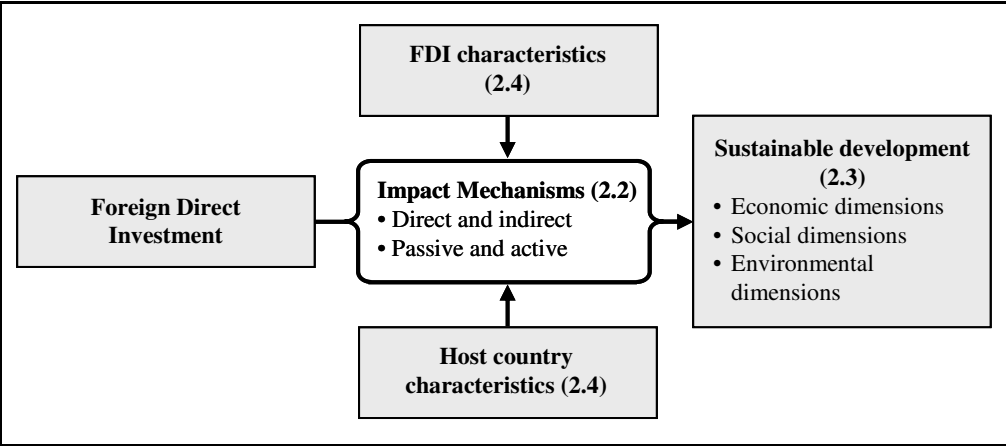 FDI characteristics
(2.4)
Foreign Direct
Investment
Impact Mechanisms (2.2)
• Direct and indirect
• Passive and active
Sustainable development
(2.3)
• Economic dimensions
• Social dimensions
• Environmental
dimensions
Host country
characteristics (2.4)